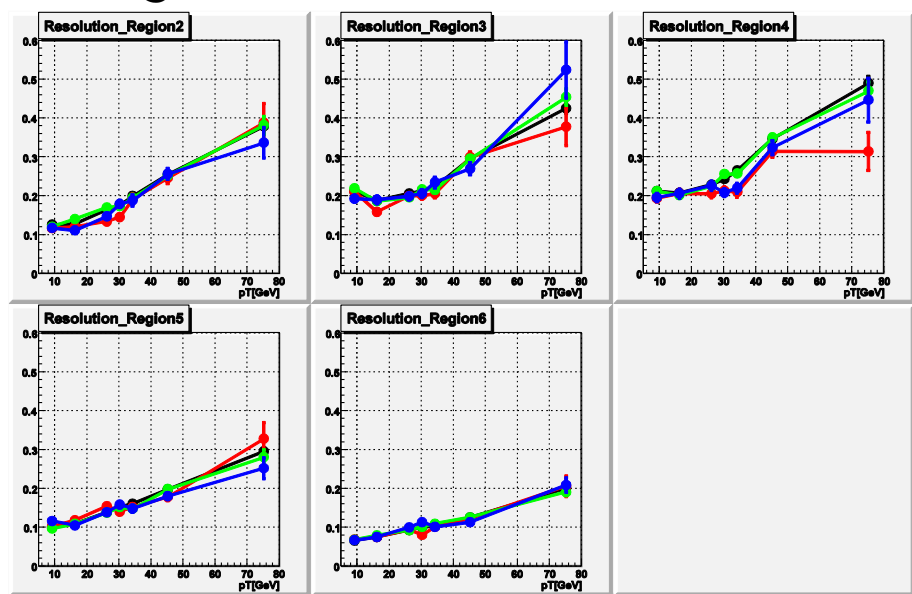 Resolution_Region2
0.6
0.5
0.4
0.3
0.2
0.1
0
10 20 30 40 50 60 70 80
pT[GeV]
Resolution_Region3
0.6
0.5
0.4
0.3
0.2
0.1
0
10 20 30 40 50 60 70 80
pT[GeV]
Resolution_Region4
0.6
0.5
0.4
0.3
0.2
0.1
0
10 20 30 40 50 60 70 80
pT[GeV]
Resolution_Region5
0.6
0.5
0.4
0.3
0.2
0.1
0
10 20 30 40 50 60 70 80
pT[GeV]
Resolution_Region6
0.6
0.5
0.4
0.3
0.2
0.1
0
10 20 30 40 50 60 70 80
pT[GeV]